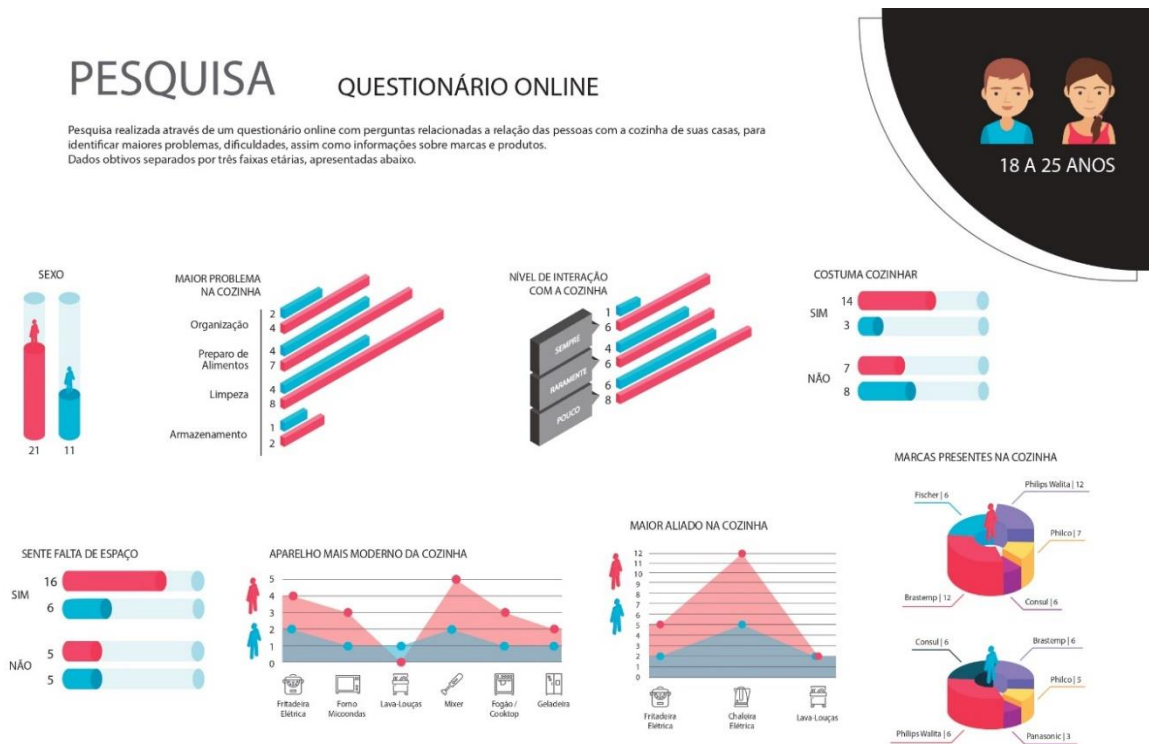 PESQUISA QUESTIONÁRIO ONLINE
Pesquisa realizada através de um questionário online com perguntas relacionadas a relação das pessoas com a cozinha de suas casas, para
identificar maiores problemas, dificuldades, assim como informações sobre marcas e produtos.
Dados obtivos separados por três faixas etárias, apresentadas abaixo.
18 A 25 ANOS
SEXO
21 11
MAIOR PROBLEMA
NA COZINHA
Organização
2
4
Preparo de
Alimentos
4
7
Limpeza
4
8
Armazenamento
1
2
NÍVEL DE INTERAÇÃO
COM A COZINHA
SEMPRE
1
6
RARAMENTE
4
6
POUCO
6
8
COSTUMA COZINHAR
SIM
14
3
NÃO
7
8
SENTE FALTA DE ESPAÇO
SIM
16
6
NÃO
5
5
APARELHO MAIS MODERNO DA COZINHA
5
4
3
2
1
0
Fritadeira
Elétrica
Forno
Micoondas
Lava-Louças
Mixer
Fogão /
Cooktop
Geladeira
MAIOR ALIADO NA COZINHA
12
11
10
9
8
7
6
5
4
3
2
1
0
Fritadeira
Elétrica
Chaleira
Elétrica
Lava-Louças
MARCAS PRESENTES NA COZINHA
Philips Walita | 12
Fischer | 6
Philco | 7
Brastemp | 12
Consul | 6
Consul | 6
Brastemp | 6
Philco | 5
Philips Walita | 6
Panasonic | 3